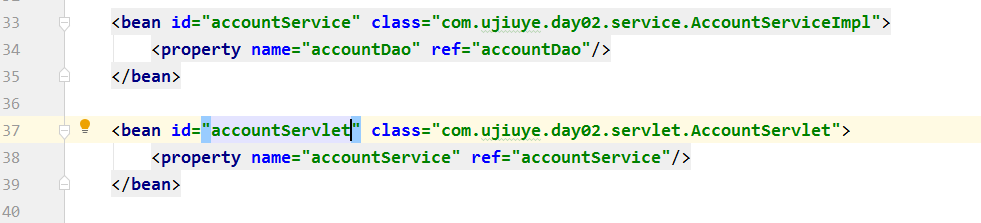 33 <bean id="accountService" class="com.ujiuye.day02.service.AccountServiceImpl">
34 <property name="accountDao" ref="accountDao"/>
35 </bean>
36
37 <bean id="accountServlet" class="com.ujiuye.day02.servlet.AccountServlet">
38 <property name="accountService" ref="accountService"/>
39 </bean>
40